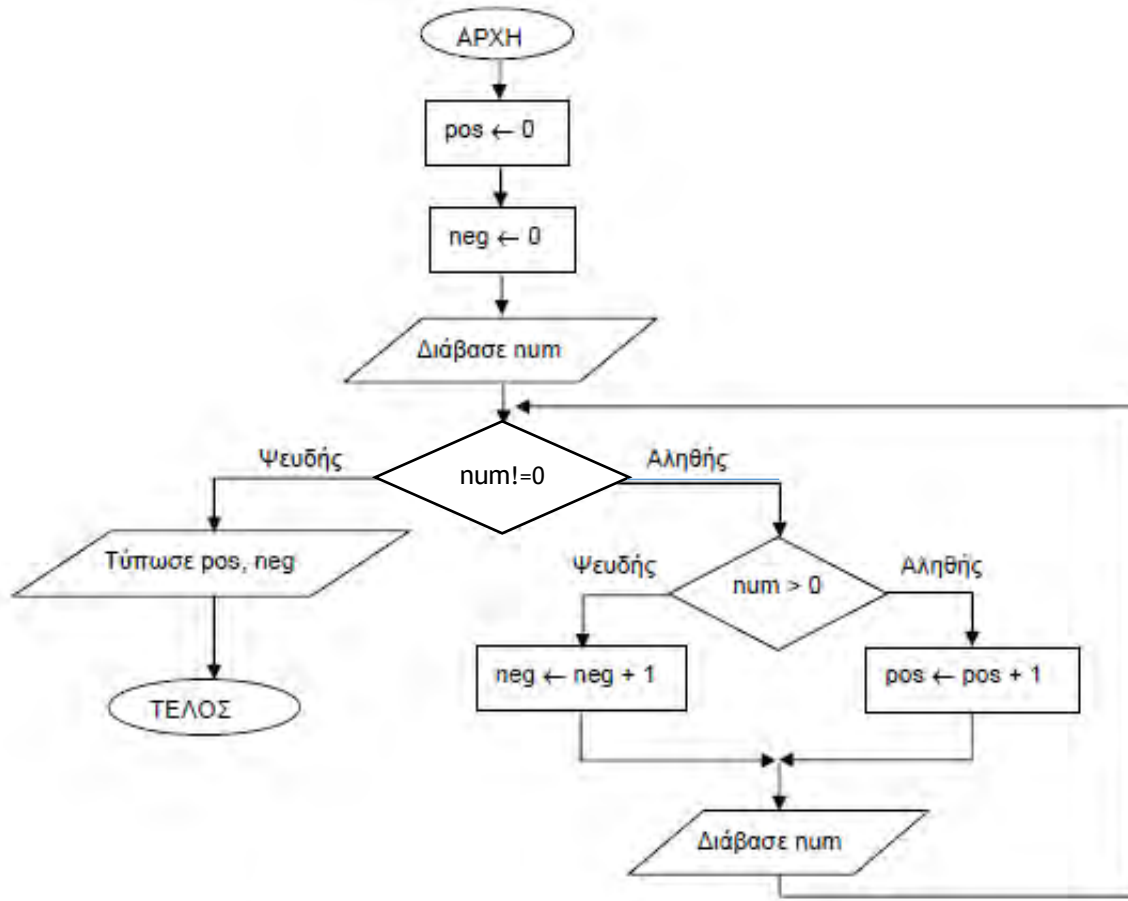 ΑΡΧΗ
pos ← 0
neg ← 0
Διάβασε num
Ψευδής
num!=0
Αληθής
Τύπωσε pos, neg
Ψευδής
num > 0
Αληθής
neg ← neg + 1
pos ← pos + 1
ΤΕΛΟΣ
Διάβασε num